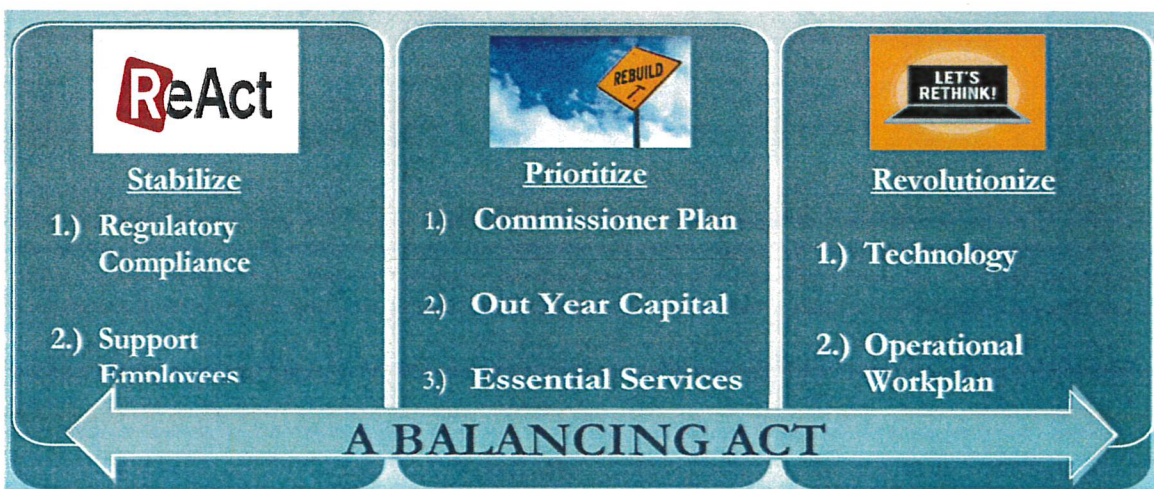 ReAct
Stabilize
1.) Regulatory
Compliance
2.) Support
Employees
REBUILD
Prioritize
1.) Commissioner Plan
2.) Out Year Capital
3.) Essential Services
LET'S
RETHINK!
Revolutionize
1.) Technology
2.) Operational
Workplan
A BALANCING ACT